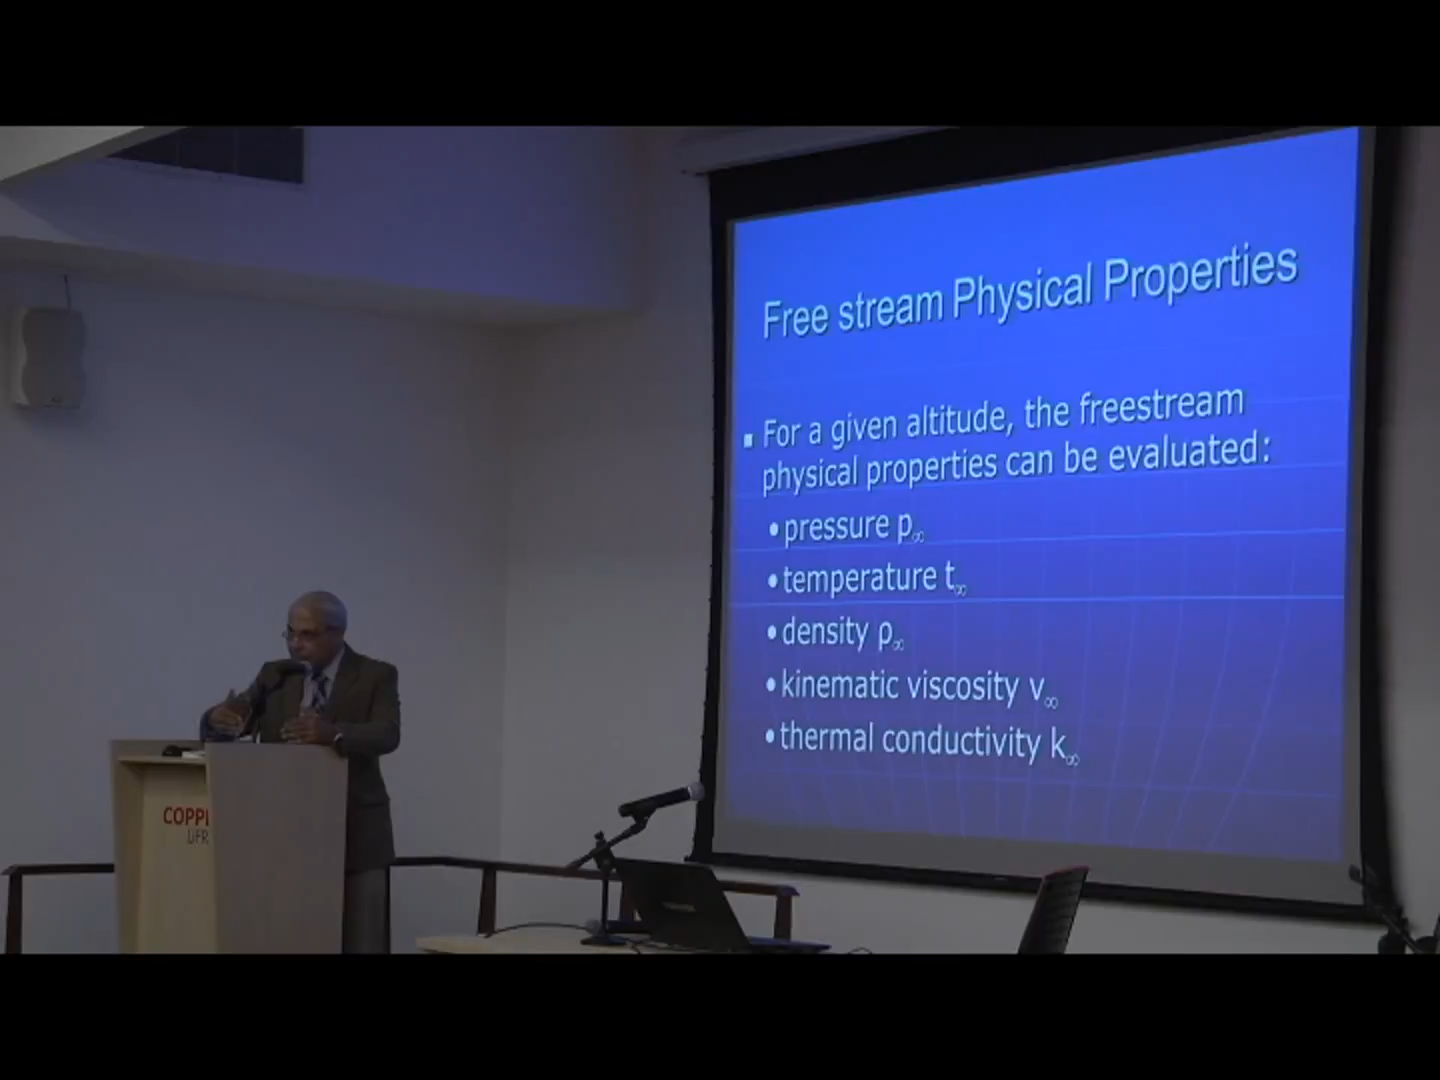 Free stream Physical Properties
For a given altitude, the freestream
physical properties can be evaluated:
• pressure p∞
• temperature t∞
• density ρ∞
• kinematic viscosity ν∞
• thermal conductivity k∞
COPPE
UFR